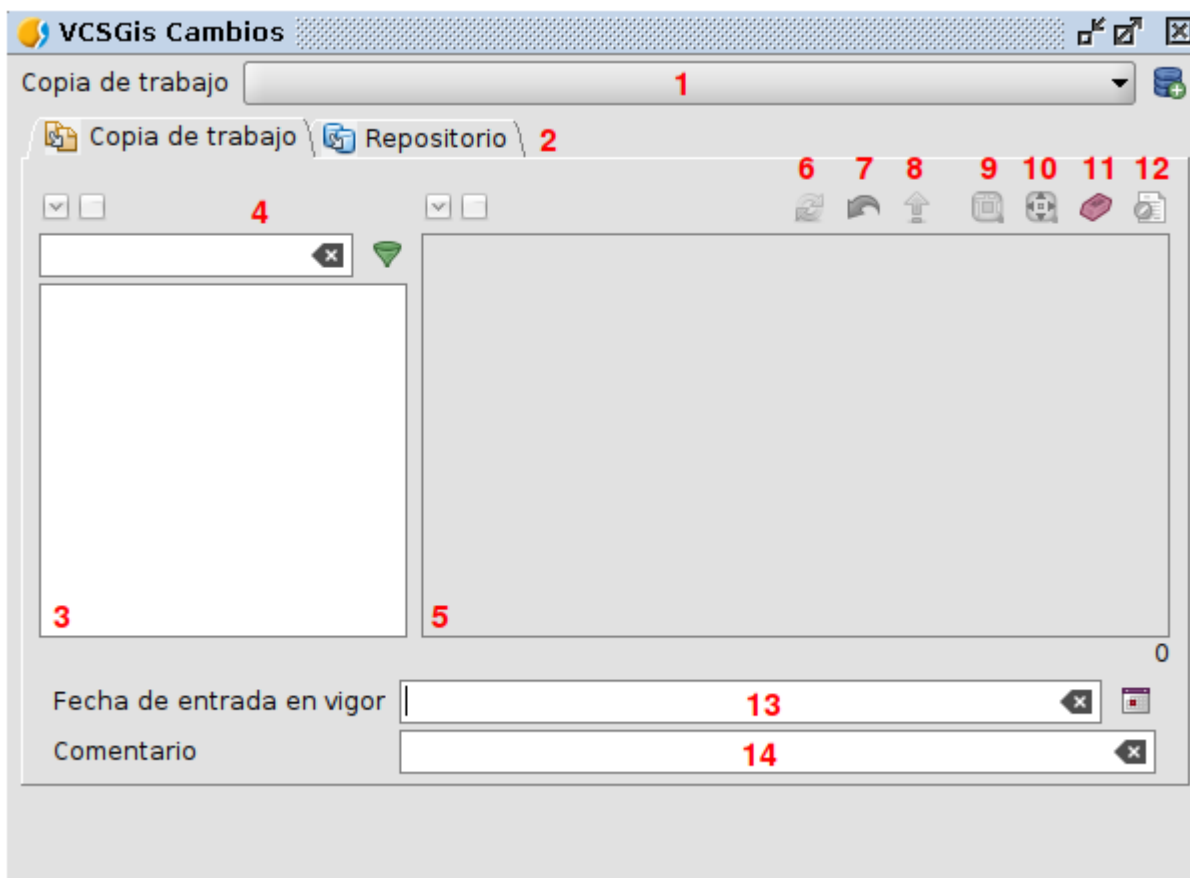 VCSGis Cambios
Copia de trabajo 1
Copia de trabajo Repositorio 2
6 7 8 9 10 11 12
4
3 5
0
Fecha de entrada en vigor 13
Comentario 14